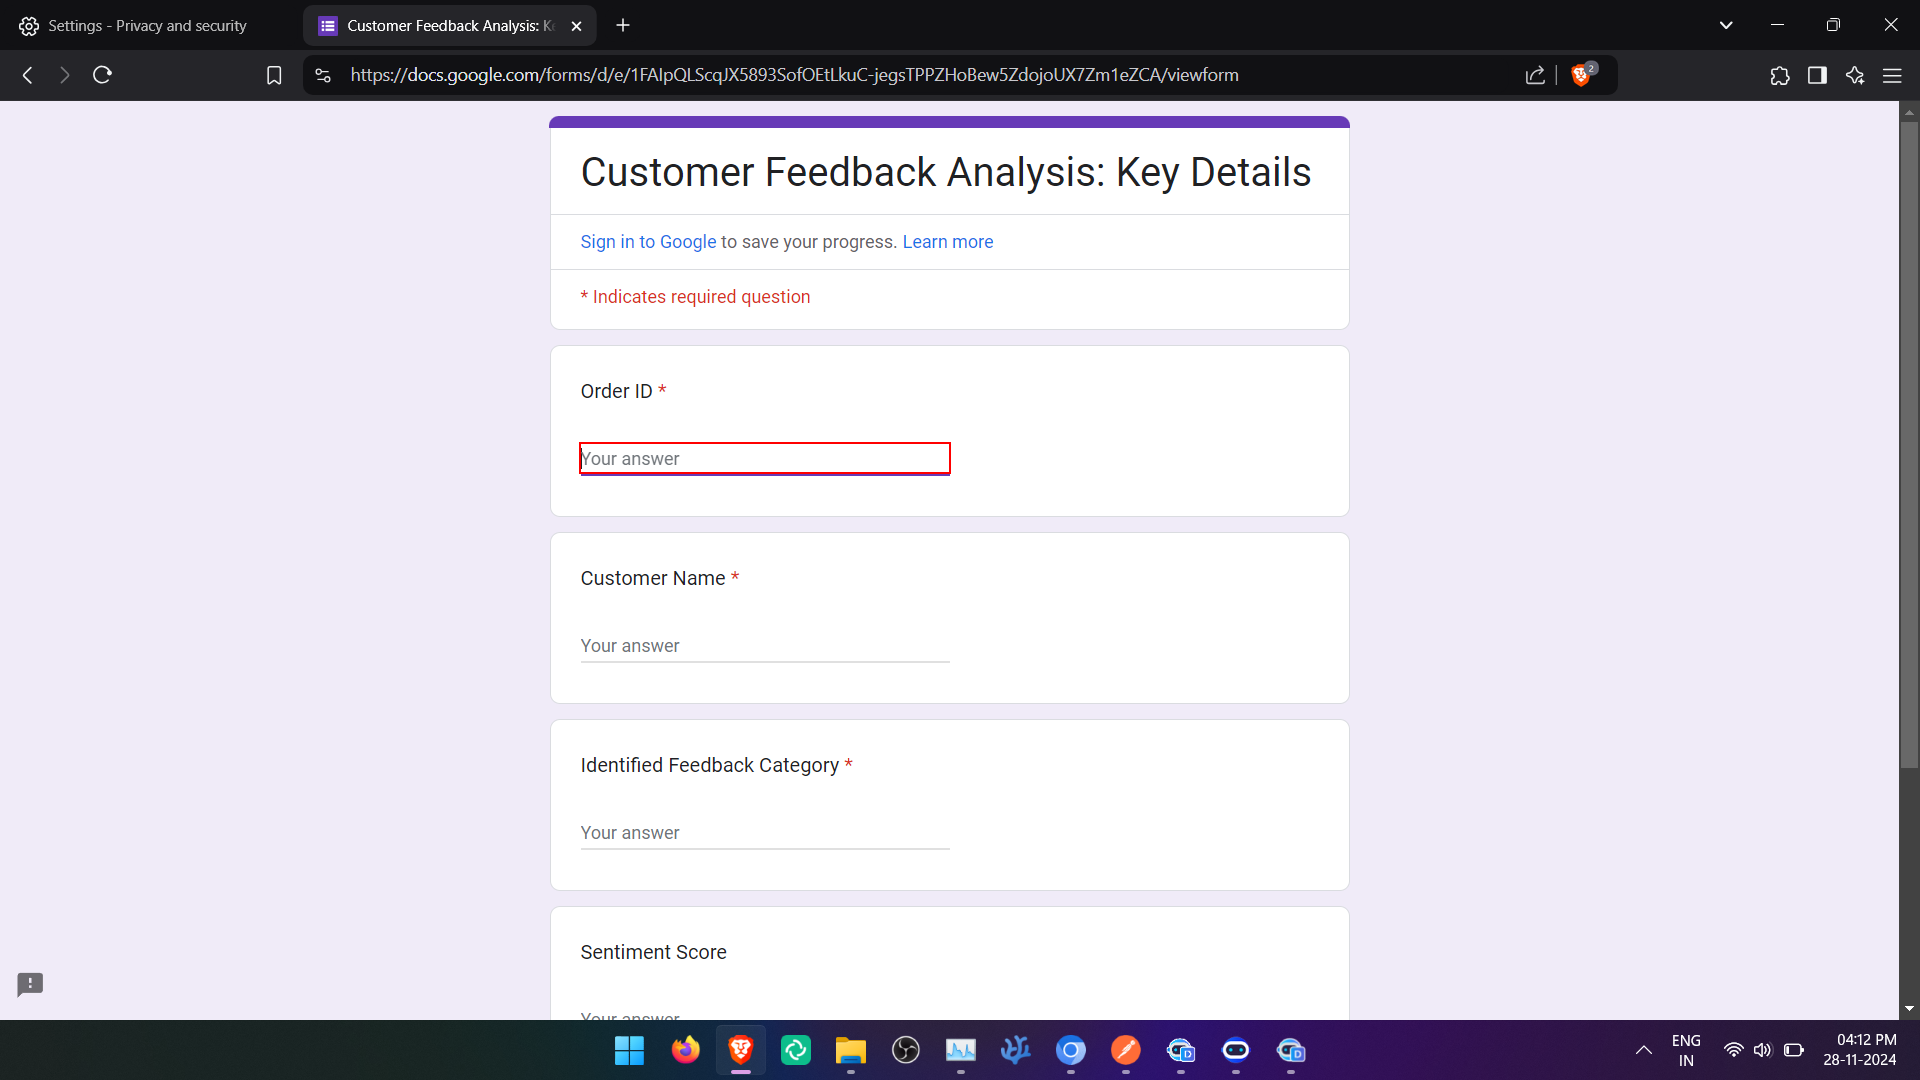 Settings - Privacy and security
Customer Feedback Analysis: Ke
https://docs.google.com/forms/d/e/1FAIpQLScqJX5893SofOEtLkuC-jegsTPPZHoBew5ZdojoUX7Zm1eZCA/viewform
2
Customer Feedback Analysis: Key Details
Sign in to Google to save your progress. Learn more
* Indicates required question
Order ID *
Your answer
Customer Name *
Your answer
Identified Feedback Category *
Your answer
Sentiment Score
Your answer
ENG
IN
04:12 PM
28-11-2024